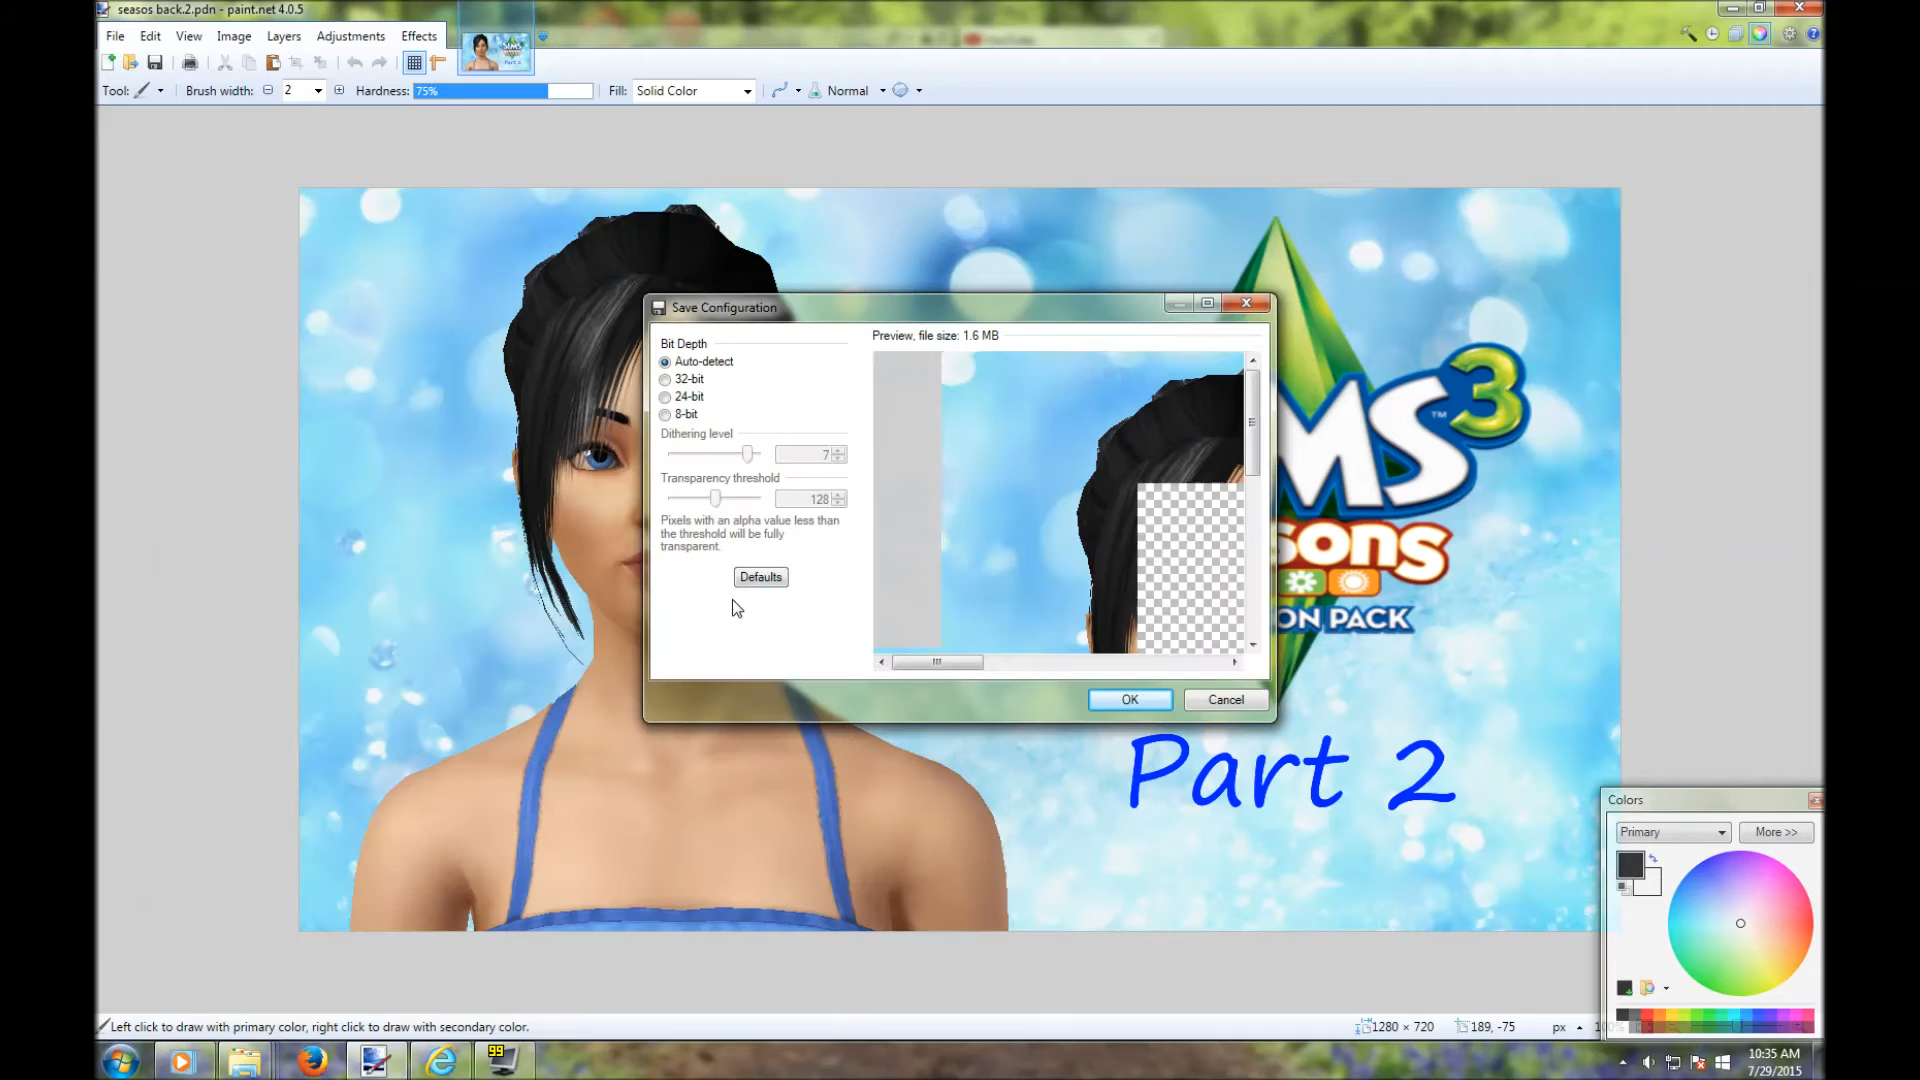 seasos back.2.pdn - paint.net 4.0.5
File Edit View Image Layers Adjustments Effects
Tool: Brush width: 2 Hardness: 75% Fill: Solid Color Normal
Save Configuration
Bit Depth
Auto-detect
32-bit
24-bit
8-bit
Dithering level
7
Transparency threshold
128
Pixels with an alpha value less than
the threshold will be fully
transparent.
Defaults
Preview, file size: 1.6 MB
OK Cancel
MS 3
™
sons
ON PACK
Part 2
Colors
Primary More >>
Left click to draw with primary color, right click to draw with secondary color.
1280 × 720 189, -75 px
99
10:35 AM
7/29/2015